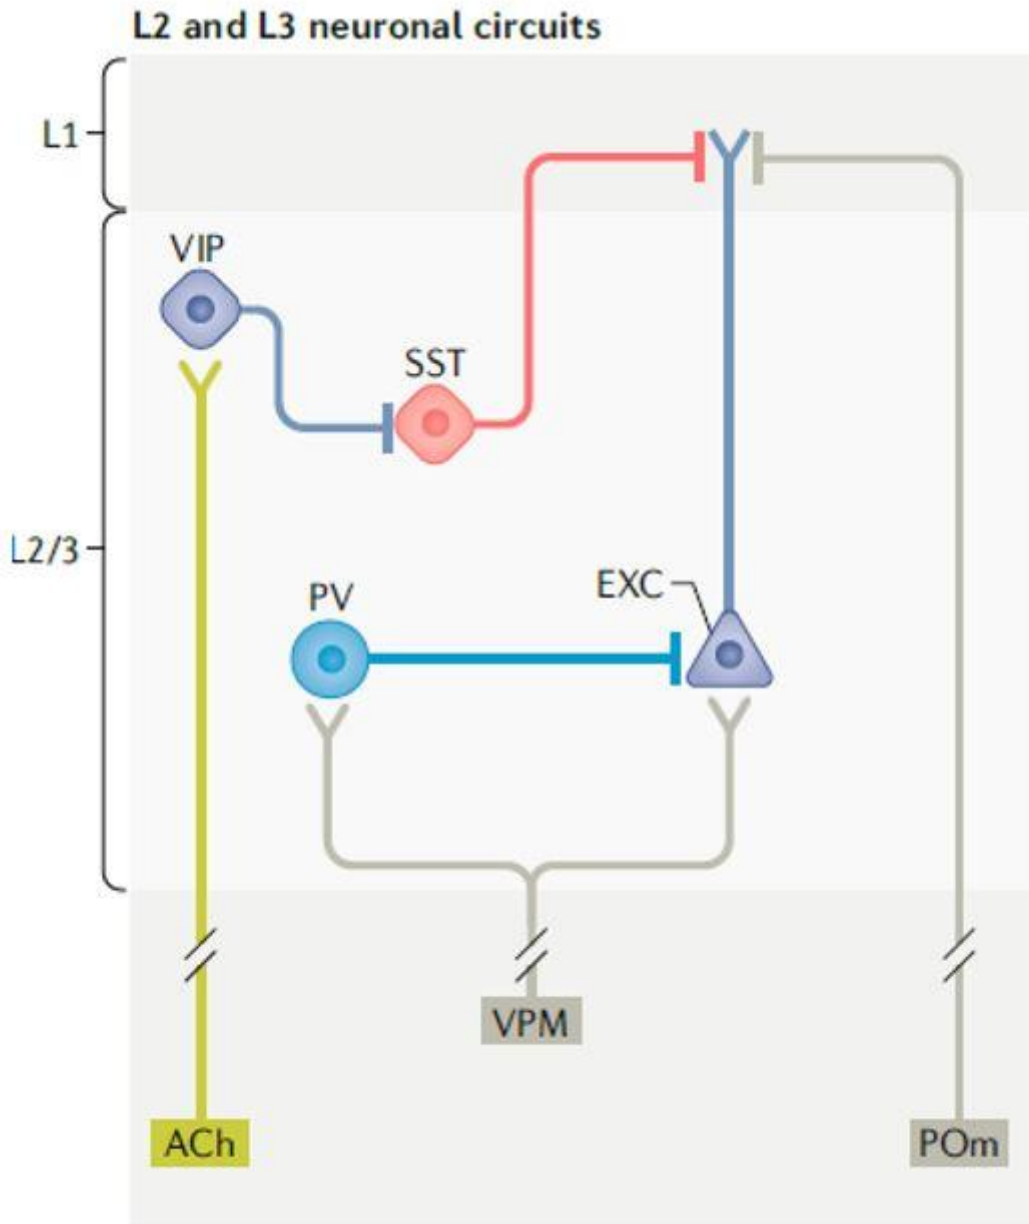 L2 and L3 neuronal circuits
L1
VIP
SST
L2/3
EXC
PV
VPM
ACh
POm